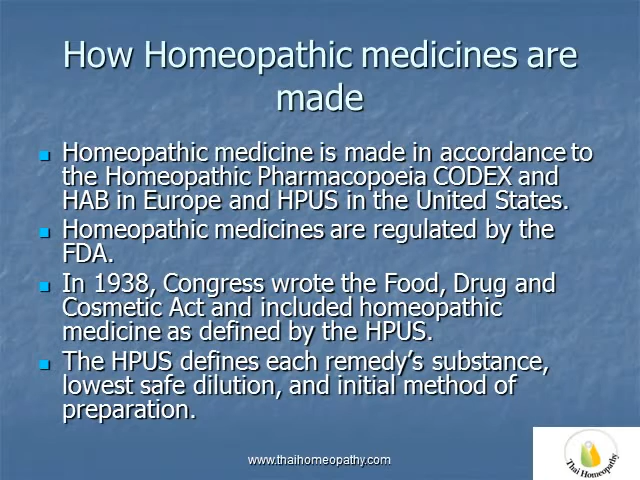 How Homeopathic medicines are
made
Homeopathic medicine is made in accordance to
the Homeopathic Pharmacopoeia CODEX and
HAB in Europe and HPUS in the United States.
Homeopathic medicines are regulated by the
FDA.
In 1938, Congress wrote the Food, Drug and
Cosmetic Act and included homeopathic
medicine as defined by the HPUS.
The HPUS defines each remedy’s substance,
lowest safe dilution, and initial method of
preparation.
www.thaihomeopathy.com
Thai Homeopathy